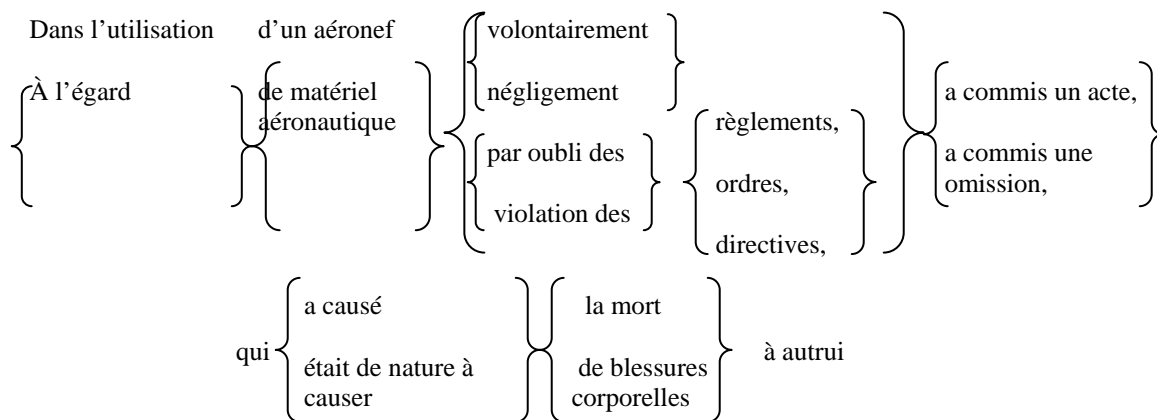 Dans l’utilisation d’un aéronef volontairement
À l’égard de matériel négligement a commis un acte,
aéronautique règlements,
par oubli des a commis une
ordres, omission,
violation des
directives,
a causé la mort
qui à autrui
était de nature à de blessures
causer corporelles